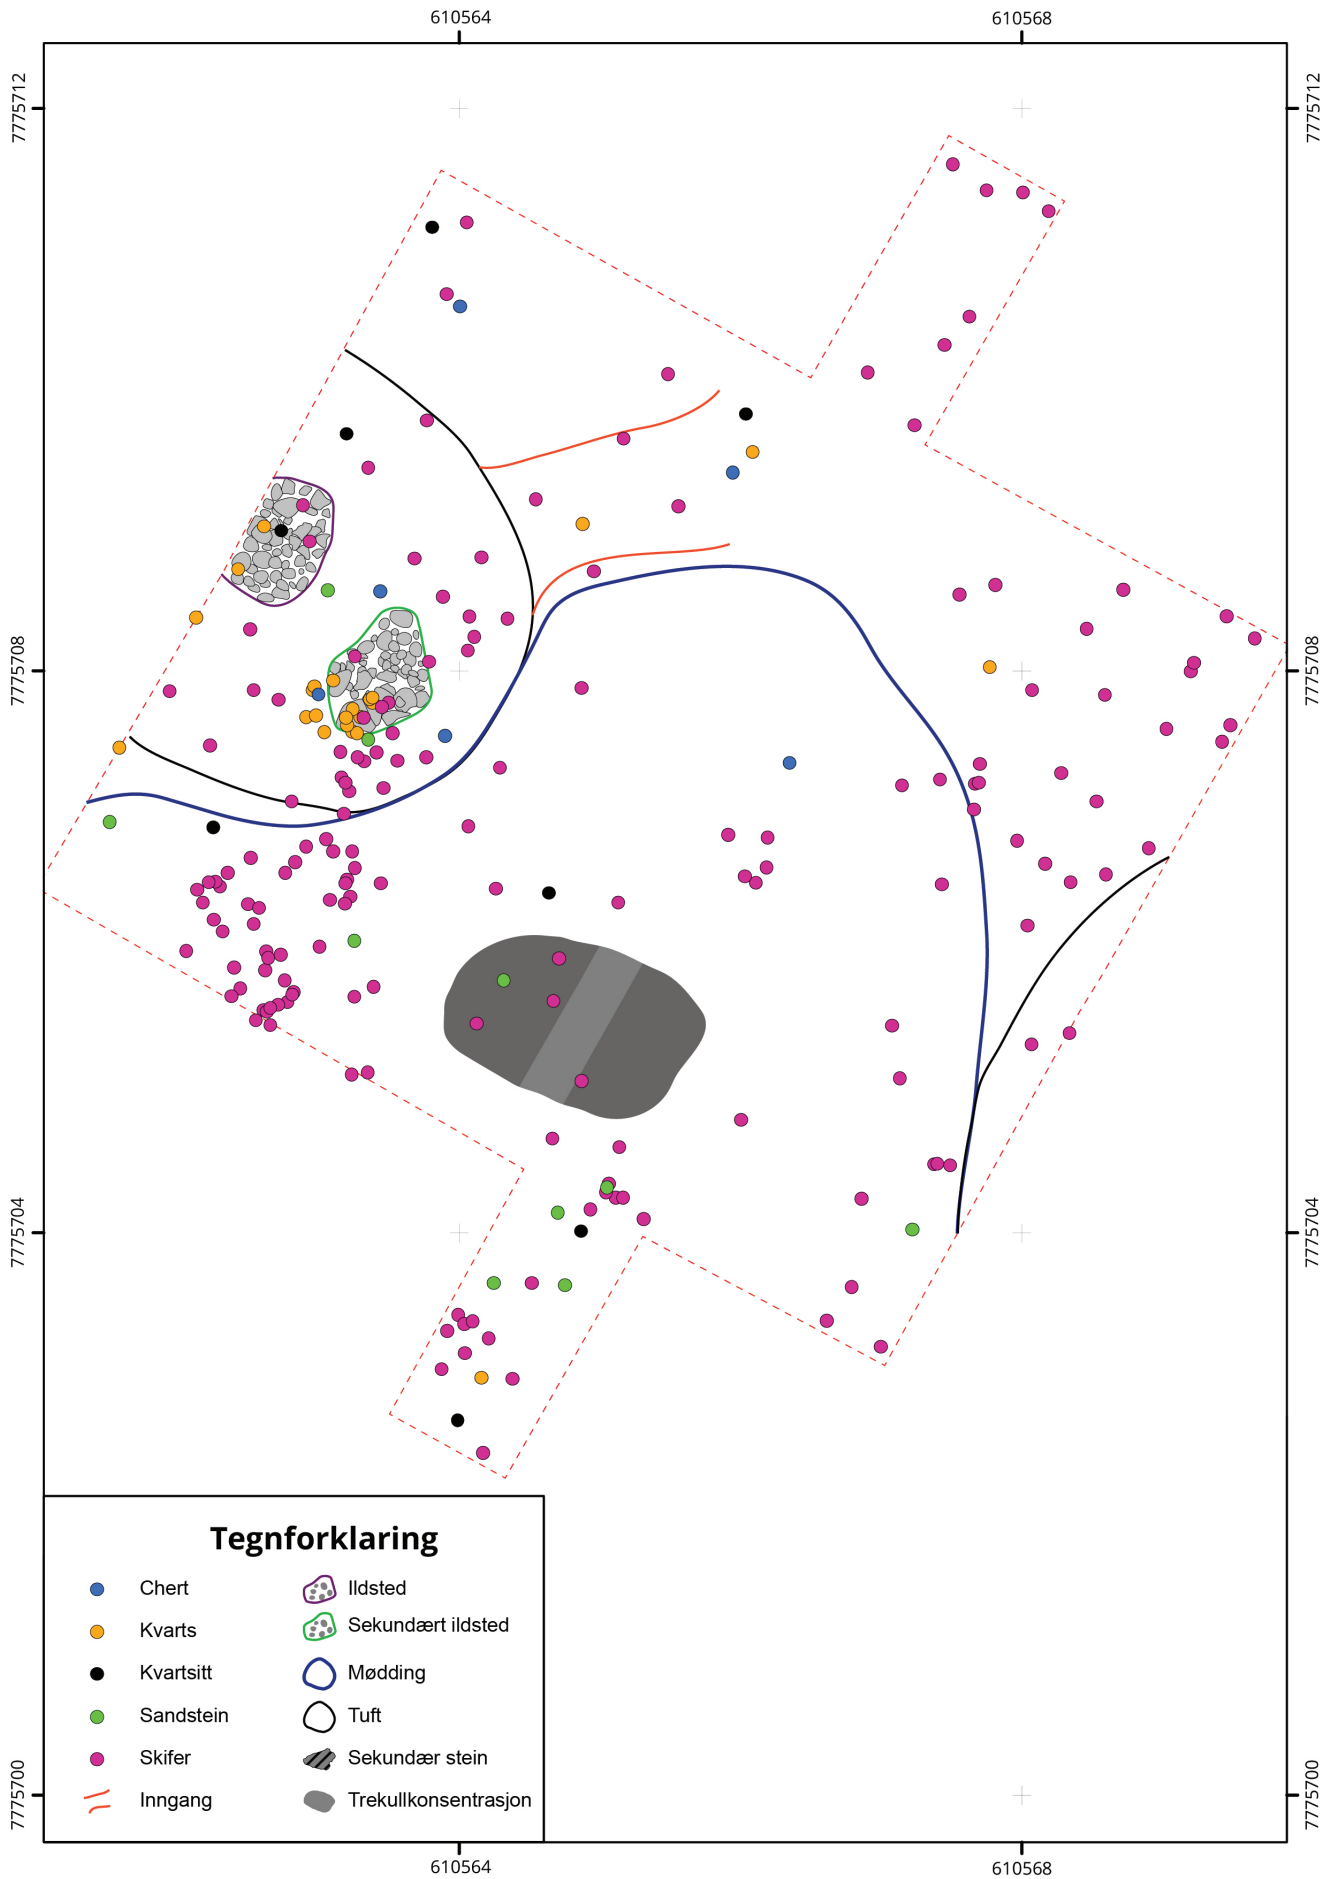 610564 610568
7775712 7775712
7775708 7775708
7775704 7775704
Tegnforklaring
Chert Ildsted
Kvarts Sekundært ildsted
Kvartsitt Mødding
Sandstein Tuft
Skifer Sekundær stein
Inngang Trekullkonsentrasjon
7775700 7775700
610564 610568